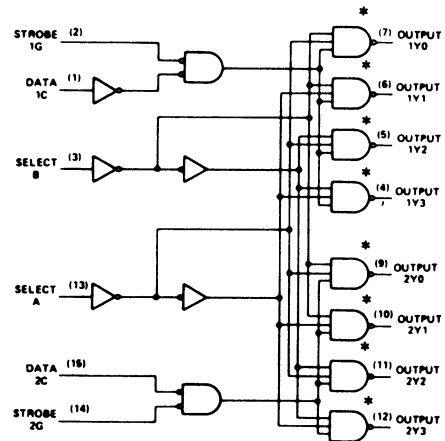 *
STROBE (2)
1G
(7) OUTPUT
1Y0
*
DATA (1)
1C
(6) OUTPUT
1Y1
*
SELECT (3)
B
(5) OUTPUT
1Y2
*
(4) OUTPUT
1Y3
*
(9) OUTPUT
2Y0
*
SELECT (13)
A
(10) OUTPUT
2Y1
*
DATA (15)
2C
(11) OUTPUT
2Y2
*
STROBE (14)
2G
(12) OUTPUT
2Y3